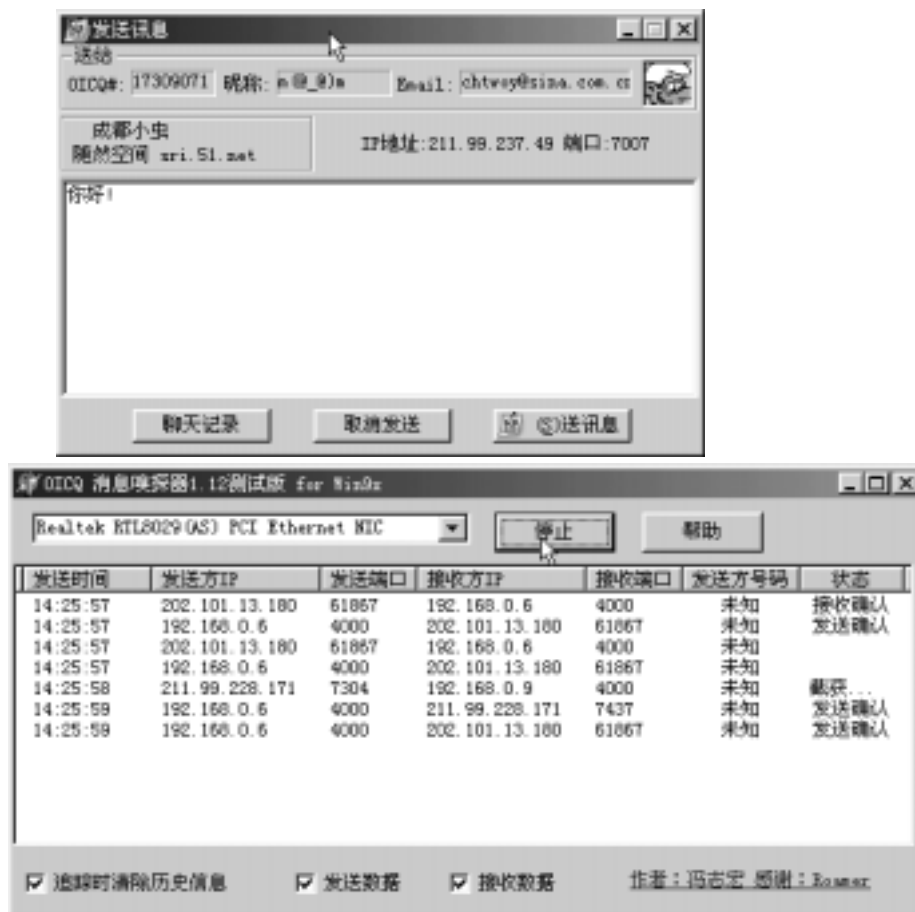 发送讯息
送给
OICQ#: 17309071 昵称: Email:
成都小虫
随然空间
IP地址:211.99.237.49 端口:7007
你好!
聊天记录 取消发送 (S)送讯息
OICQ 消息嗅探器1.12测试版 for Win9x
Realtek RTL8029(AS) PCI Ethernet NIC 停止 帮助
发送时间 发送方IP 发送端口 接收方IP 接收端口 发送方号码 状态
14:25:57 202.101.13.180 61867 192.168.0.6 4000 未知 接收确认
14:25:57 192.168.0.6 4000 202.101.13.180 61867 未知 发送确认
14:25:57 202.101.13.180 61867 192.168.0.6 4000 未知
14:25:57 192.168.0.6 4000 202.101.13.180 61867 未知
14:25:58 211.99.228.171 7304 192.168.0.9 4000 未知 截获...
14:25:59 192.168.0.6 4000 211.99.228.171 7437 未知 发送确认
14:25:59 192.168.0.6 4000 202.101.13.180 61867 未知 发送确认
追踪时清除历史信息 发送数据 接收数据 作者:冯志宏 感谢: